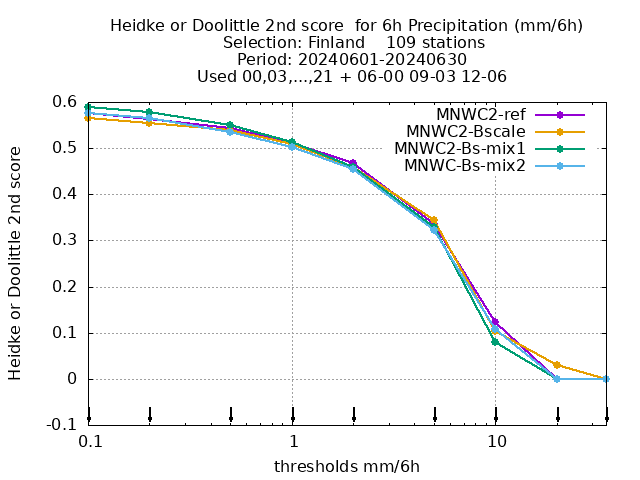 Heidke or Doolittle 2nd score  for 6h Precipitation (mm/6h)
Selection: Finland    109 stations
Period: 20240601-20240630
Used 00,03,...,21 + 06-00 09-03 12-06
MNWC2-ref
MNWC2-Bscale
MNWC2-Bs-mix1
MNWC-Bs-mix2
Heidke or Doolittle 2nd score
0.6
0.5
0.4
0.3
0.2
0.1
0
-0.1
0.1 1 10
thresholds mm/6h